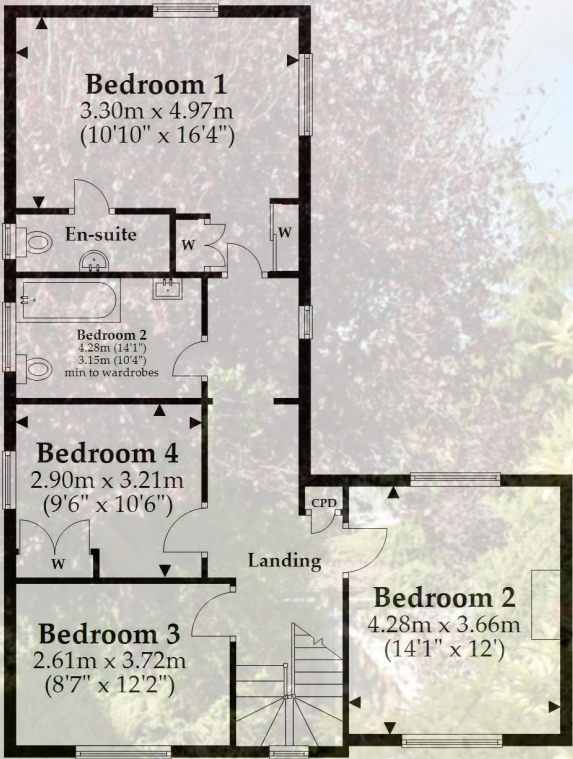 Bedroom 1
3.30m x 4.97m
(10'10" x 16'4")
En-suite
W
W
Bedroom 2
4.28m (14'1")
3.15m (10'4")
min to wardrobes
Bedroom 4
2.90m x 3.21m
(9'6" x 10'6")
W
CPD
Landing
Bedroom 2
4.28m x 3.66m
(14'1" x 12')
Bedroom 3
2.61m x 3.72m
(8'7" x 12'2")